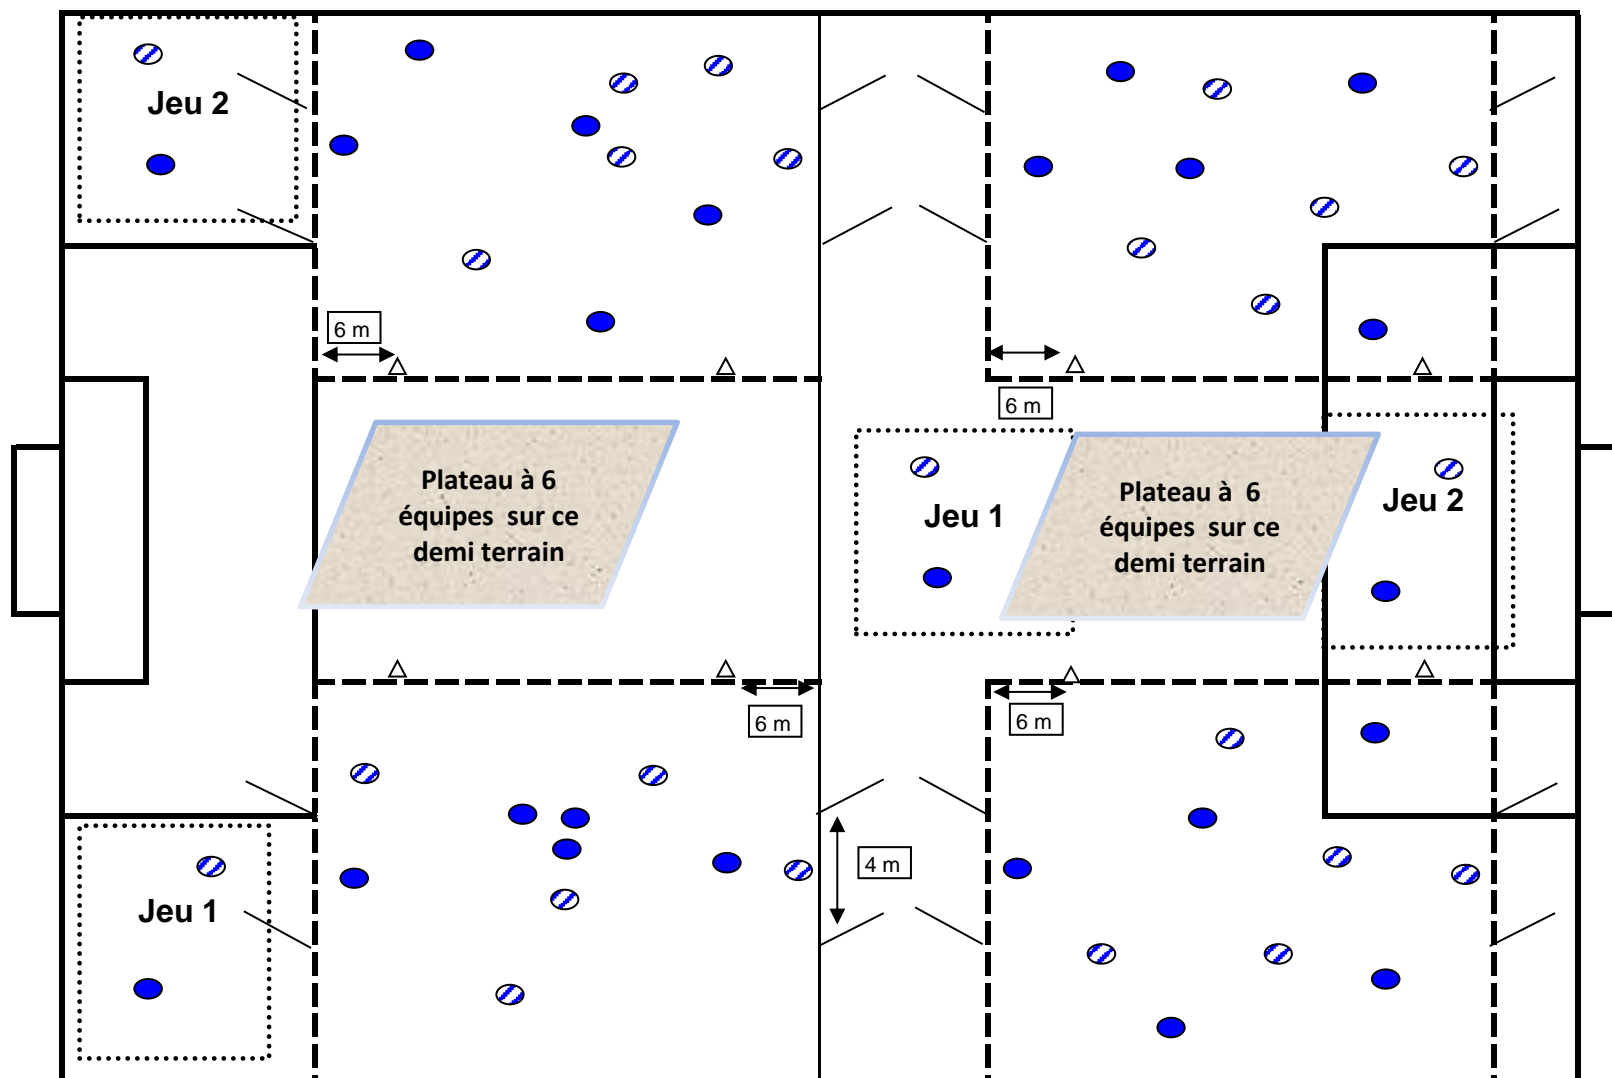 Jeu 2
6 m
6 m
Plateau à 6
équipes sur ce
demi terrain
Jeu 1
Plateau à 6
équipes sur ce
demi terrain
Jeu 2
6 m
6 m
4 m
Jeu 1